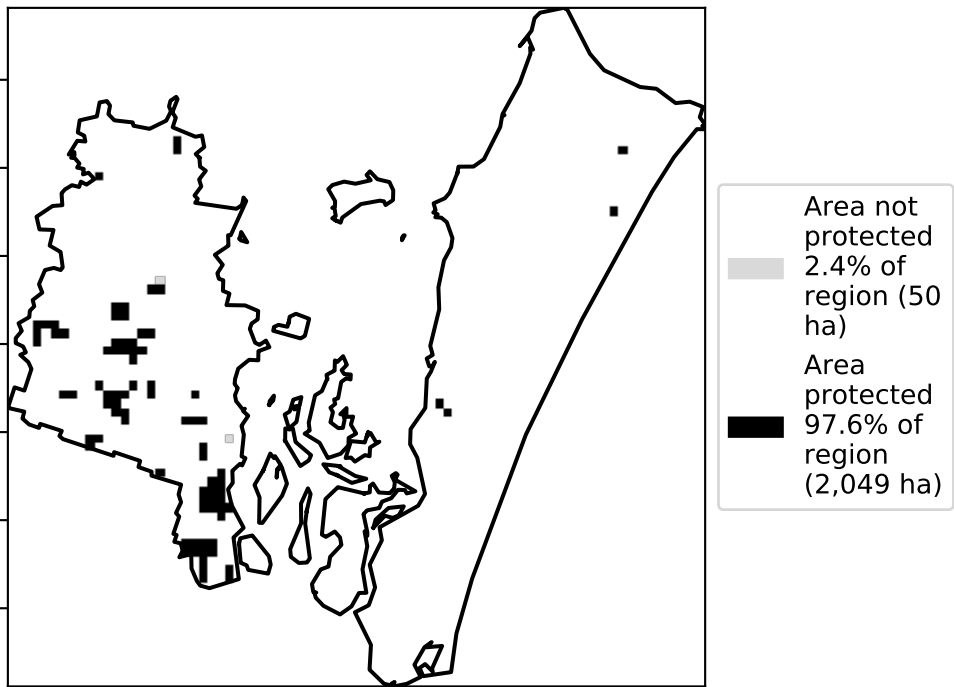 Area not
protected
2.4% of
region (50
ha)
Area
protected
97.6% of
region
(2,049 ha)